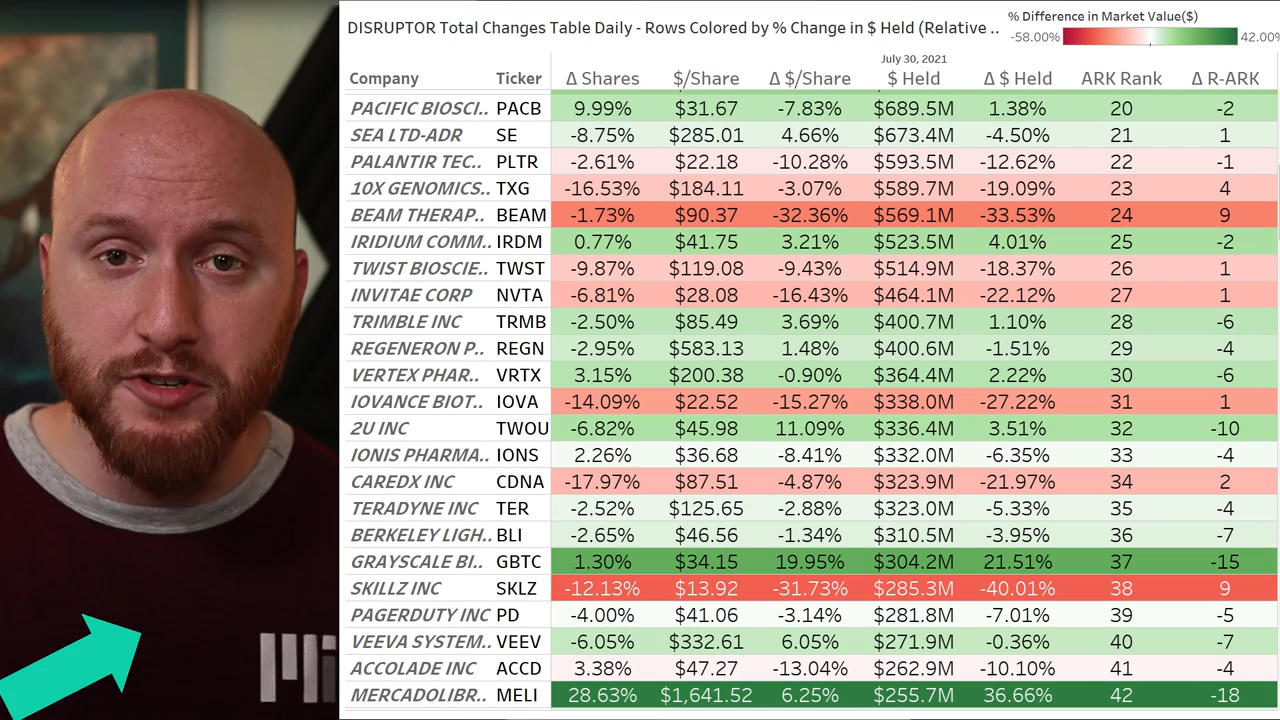 DISRUPTOR Total Changes Table Daily - Rows Colored by % Change in $ Held (Relative ..
% Difference in Market Value($)
-58.00% 42.00%
July 30, 2021
Company Ticker Δ Shares $/Share Δ $/Share $ Held Δ $ Held ARK Rank Δ R-ARK
PACIFIC BIOSCI.. PACB 9.99% $31.67 -7.83% $689.5M 1.38% 20 -2
SEA LTD-ADR SE -8.75% $285.01 4.66% $673.4M -4.50% 21 1
PALANTIR TEC.. PLTR -2.61% $22.18 -10.28% $593.5M -12.62% 22 -1
10X GENOMICS.. TXG -16.53% $184.11 -3.07% $589.7M -19.09% 23 4
BEAM THERAP.. BEAM -1.73% $90.37 -32.36% $569.1M -33.53% 24 9
IRIDIUM COMM.. IRDM 0.77% $41.75 3.21% $523.5M 4.01% 25 -2
TWIST BIOSCIE.. TWST -9.87% $119.08 -9.43% $514.9M -18.37% 26 1
INVITAE CORP NVTA -6.81% $28.08 -16.43% $464.1M -22.12% 27 1
TRIMBLE INC TRMB -2.50% $85.49 3.69% $400.7M 1.10% 28 -6
REGENERON P.. REGN -2.95% $583.13 1.48% $400.6M -1.51% 29 -4
VERTEX PHAR.. VRTX 3.15% $200.38 -0.90% $364.4M 2.22% 30 -6
IOVANCE BIOT.. IOVA -14.09% $22.52 -15.27% $338.0M -27.22% 31 1
2U INC TWOU -6.82% $45.98 11.09% $336.4M 3.51% 32 -10
IONIS PHARMA.. IONS 2.26% $36.68 -8.41% $332.0M -6.35% 33 -4
CAREDX INC CDNA -17.97% $87.51 -4.87% $323.9M -21.97% 34 2
TERADYNE INC TER -2.52% $125.65 -2.88% $323.0M -5.33% 35 -4
BERKELEY LIGH.. BLI -2.65% $46.56 -1.34% $310.5M -3.95% 36 -7
GRAYSCALE BI.. GBTC 1.30% $34.15 19.95% $304.2M 21.51% 37 -15
SKILLZ INC SKLZ -12.13% $13.92 -31.73% $285.3M -40.01% 38 9
PAGERDUTY INC PD -4.00% $41.06 -3.14% $281.8M -7.01% 39 -5
VEEVA SYSTEM.. VEEV -6.05% $332.61 6.05% $271.9M -0.36% 40 -7
ACCOLADE INC ACCD 3.38% $47.27 -13.04% $262.9M -10.10% 41 -4
MERCADOLIBR.. MELI 28.63% $1,641.52 6.25% $255.7M 36.66% 42 -18